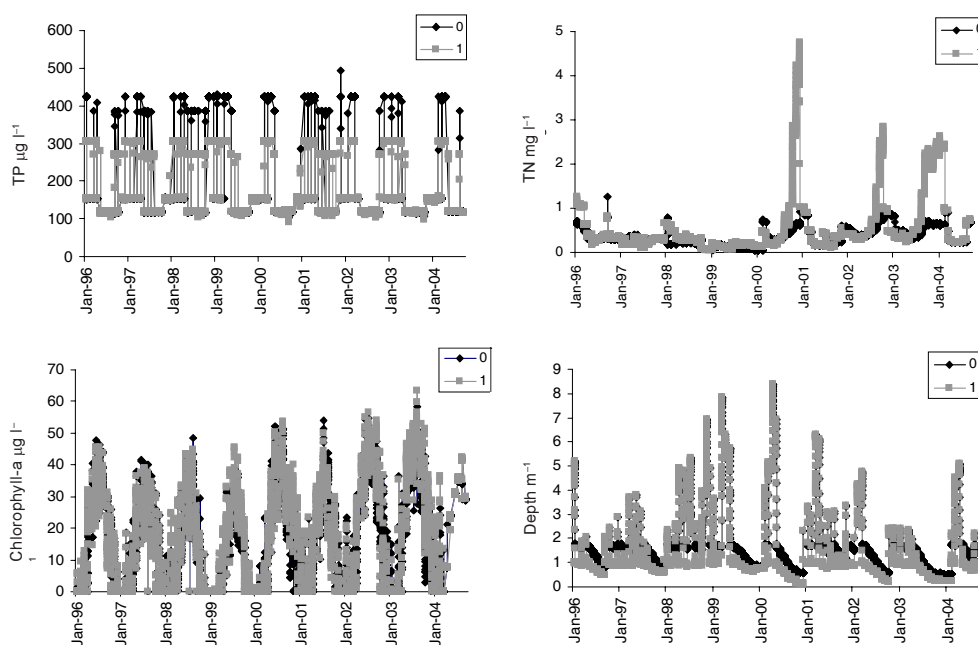 600
500
400
300
200
100
0
TP µg l⁻¹
0
1
Jan-96
Jan-97
Jan-98
Jan-99
Jan-00
Jan-01
Jan-02
Jan-03
Jan-04
5
4
3
2
1
0
TN mg l⁻¹
1
Jan-96
Jan-97
Jan-98
Jan-99
Jan-00
Jan-01
Jan-02
Jan-03
Jan-04
70
60
50
40
30
20
10
0
Chlorophyll-a µg l⁻
1
0
1
Jan-96
Jan-97
Jan-98
Jan-99
Jan-00
Jan-01
Jan-02
Jan-03
Jan-04
9
8
7
6
5
4
3
2
1
0
Depth m⁻¹
0
1
Jan-96
Jan-97
Jan-98
Jan-99
Jan-00
Jan-01
Jan-02
Jan-03
Jan-04